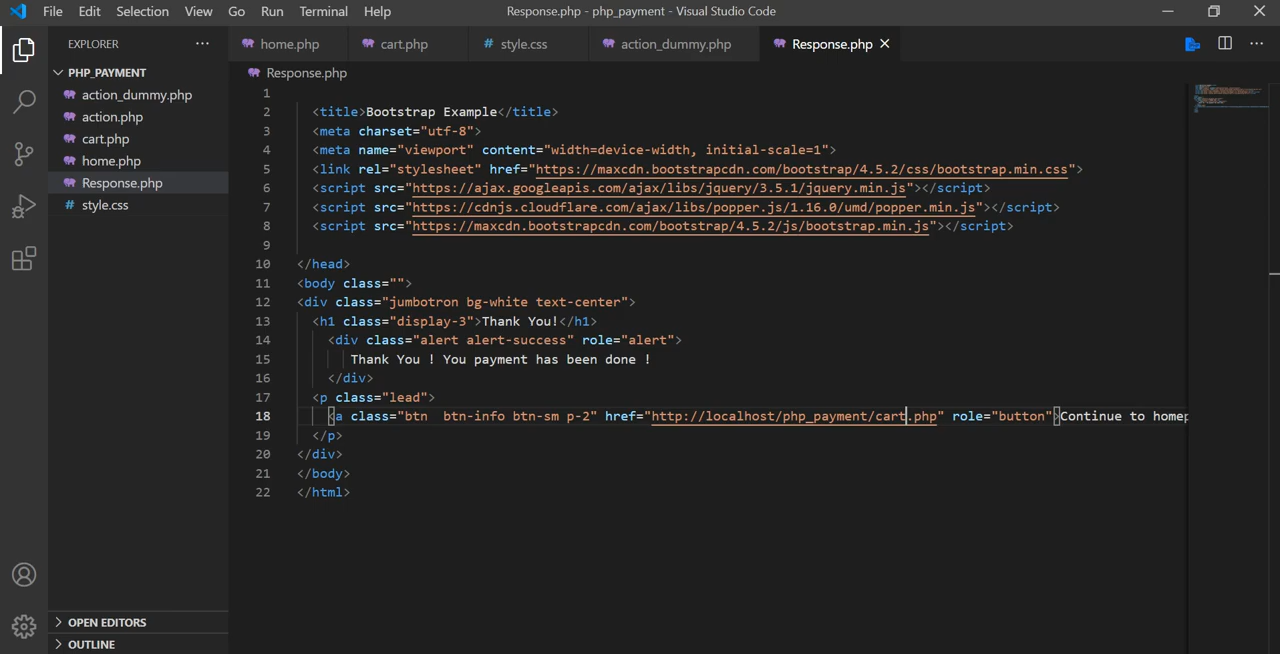 File Edit Selection View Go Run Terminal Help Response.php - php_payment - Visual Studio Code
EXPLORER ··· home.php cart.php # style.css action_dummy.php Response.php ···
PHP_PAYMENT
action_dummy.php
action.php
cart.php
home.php
Response.php
# style.css
OPEN EDITORS
OUTLINE
Response.php
1
2 <title>Bootstrap Example</title>
3 <meta charset="utf-8">
4 <meta name="viewport" content="width=device-width, initial-scale=1">
5 <link rel="stylesheet" href="https://maxcdn.bootstrapcdn.com/bootstrap/4.5.2/css/bootstrap.min.css">
6 <script src="https://ajax.googleapis.com/ajax/libs/jquery/3.5.1/jquery.min.js"></script>
7 <script src="https://cdnjs.cloudflare.com/ajax/libs/popper.js/1.16.0/umd/popper.min.js"></script>
8 <script src="https://maxcdn.bootstrapcdn.com/bootstrap/4.5.2/js/bootstrap.min.js"></script>
9
10 </head>
11 <body class="">
12 <div class="jumbotron bg-white text-center">
13 <h1 class="display-3">Thank You!</h1>
14 <div class="alert alert-success" role="alert">
15 Thank You ! You payment has been done !
16 </div>
17 <p class="lead">
18 <a class="btn  btn-info btn-sm p-2" href="http://localhost/php_payment/cart.php" role="button">Continue to homep
19 </p>
20 </div>
21 </body>
22 </html>